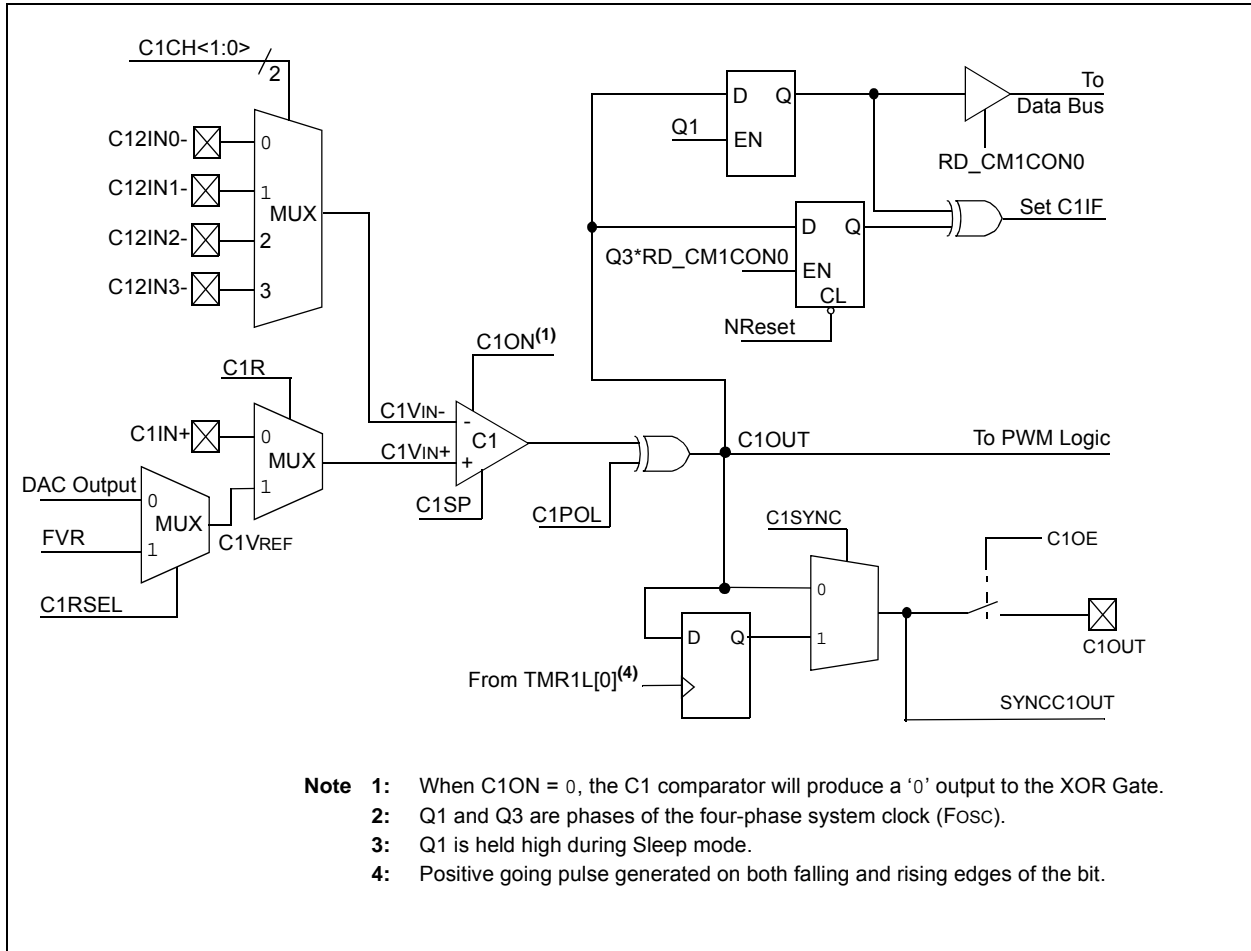 C1CH<1:0>
2
C12IN0-
0
C12IN1-
1
MUX
C12IN2-
2
C12IN3-
3
C1R
C1IN+
0
MUX
1
DAC Output
0
MUX
FVR
1
C1VREF
C1RSEL
C1ON(1)
C1VIN-
-
C1
C1VIN+
+
C1SP
C1POL
D Q
Q1
EN
To
Data Bus
RD_CM1CON0
D Q
Q3*RD_CM1CON0
EN
CL
NReset
Set C1IF
C1OUT
To PWM Logic
C1SYNC
0
1
D Q
From TMR1L[0](4)
C1OE
C1OUT
SYNCC1OUT
Note 1: When C1ON = 0, the C1 comparator will produce a ‘0’ output to the XOR Gate.
2: Q1 and Q3 are phases of the four-phase system clock (FOSC).
3: Q1 is held high during Sleep mode.
4: Positive going pulse generated on both falling and rising edges of the bit.